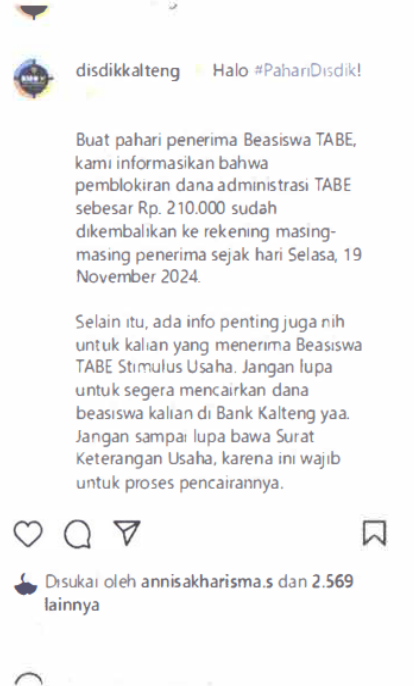 disdikkalteng Halo #PahariDisdik!
Buat pahari penerima Beasiswa TABE,
kami informasikan bahwa
pemblokiran dana administrasi TABE
sebesar Rp. 210.000 sudah
dikembalikan ke rekening masing-
masing penerima sejak hari Selasa, 19
November 2024.
Selain itu, ada info penting juga nih
untuk kalian yang menerima Beasiswa
TABE Stimulus Usaha. Jangan lupa
untuk segera mencairkan dana
beasiswa kalian di Bank Kalteng yaa.
Jangan sampai lupa bawa Surat
Keterangan Usaha, karena ini wajib
untuk proses pencairannya.
Disukai oleh annisakharisma.s dan 2.569
lainnya